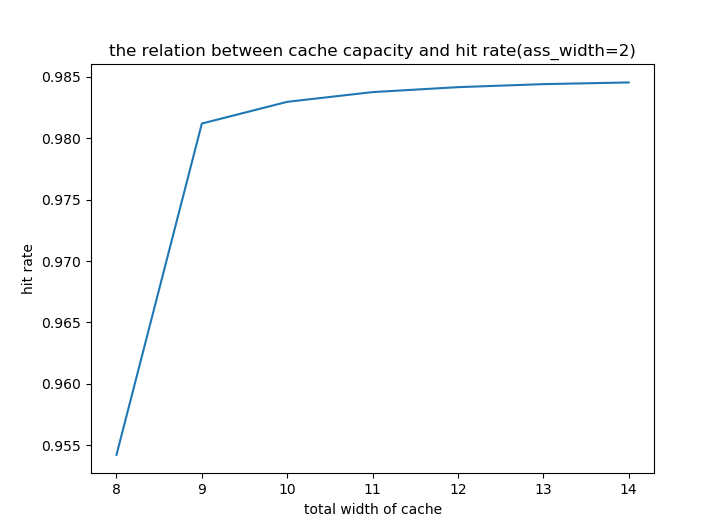 the relation between cache capacity and hit rate(ass_width=2)
0.985
0.980
0.975
0.970
0.965
0.960
0.955
hit rate
8 9 10 11 12 13 14
total width of cache